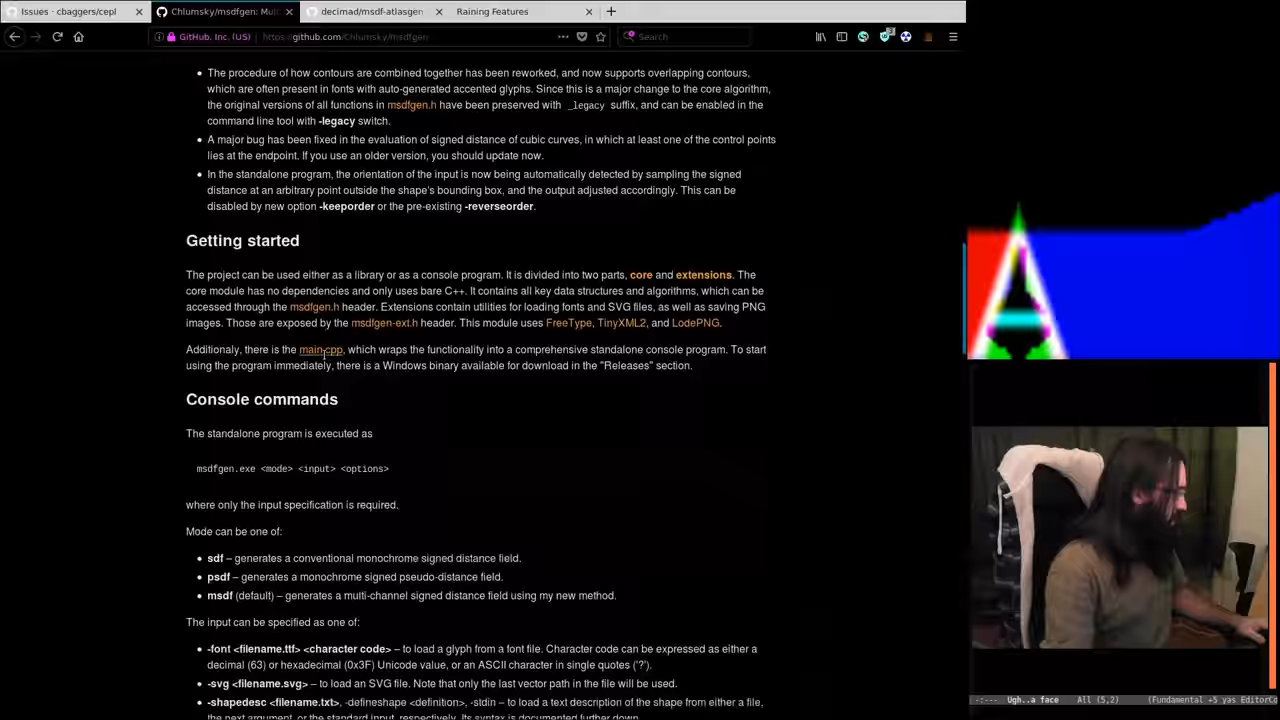 Issues · cbaggers/cepl
Chlumsky/msdfgen: Mul
decimad/msdf-atlasgen
Raining Features
GitHub, Inc. (US)
https://github.com/Chlumsky/msdfgen
Search
The procedure of how contours are combined together has been reworked, and now supports overlapping contours,
which are often present in fonts with auto-generated accented glyphs. Since this is a major change to the core algorithm,
the original versions of all functions in msdfgen.h have been preserved with _legacy suffix, and can be enabled in the
command line tool with -legacy switch.
A major bug has been fixed in the evaluation of signed distance of cubic curves, in which at least one of the control points
lies at the endpoint. If you use an older version, you should update now.
In the standalone program, the orientation of the input is now being automatically detected by sampling the signed
distance at an arbitrary point outside the shape's bounding box, and the output adjusted accordingly. This can be
disabled by new option -keeporder or the pre-existing -reverseorder.
Getting started
The project can be used either as a library or as a console program. It is divided into two parts, core and extensions. The
core module has no dependencies and only uses bare C++. It contains all key data structures and algorithms, which can be
accessed through the msdfgen.h header. Extensions contain utilities for loading fonts and SVG files, as well as saving PNG
images. Those are exposed by the msdfgen-ext.h header. This module uses FreeType, TinyXML2, and LodePNG.
Additionaly, there is the main.cpp, which wraps the functionality into a comprehensive standalone console program. To start
using the program immediately, there is a Windows binary available for download in the "Releases" section.
Console commands
The standalone program is executed as
msdfgen.exe <mode> <input> <options>
where only the input specification is required.
Mode can be one of:
sdf – generates a conventional monochrome signed distance field.
psdf – generates a monochrome signed pseudo-distance field.
msdf (default) – generates a multi-channel signed distance field using my new method.
The input can be specified as one of:
-font <filename.ttf> <character code> – to load a glyph from a font file. Character code can be expressed as either a
decimal (63) or hexadecimal (0x3F) Unicode value, or an ASCII character in single quotes ('?').
-svg <filename.svg> – to load an SVG file. Note that only the last vector path in the file will be used.
-shapedesc <filename.txt>, -defineshape <definition>, -stdin – to load a text description of the shape from either a file,
the next argument, or the standard input, respectively. Its syntax is documented further down.
-:--- Ugh..a face All (5,2) (Fundamental +5 yas EditorCo